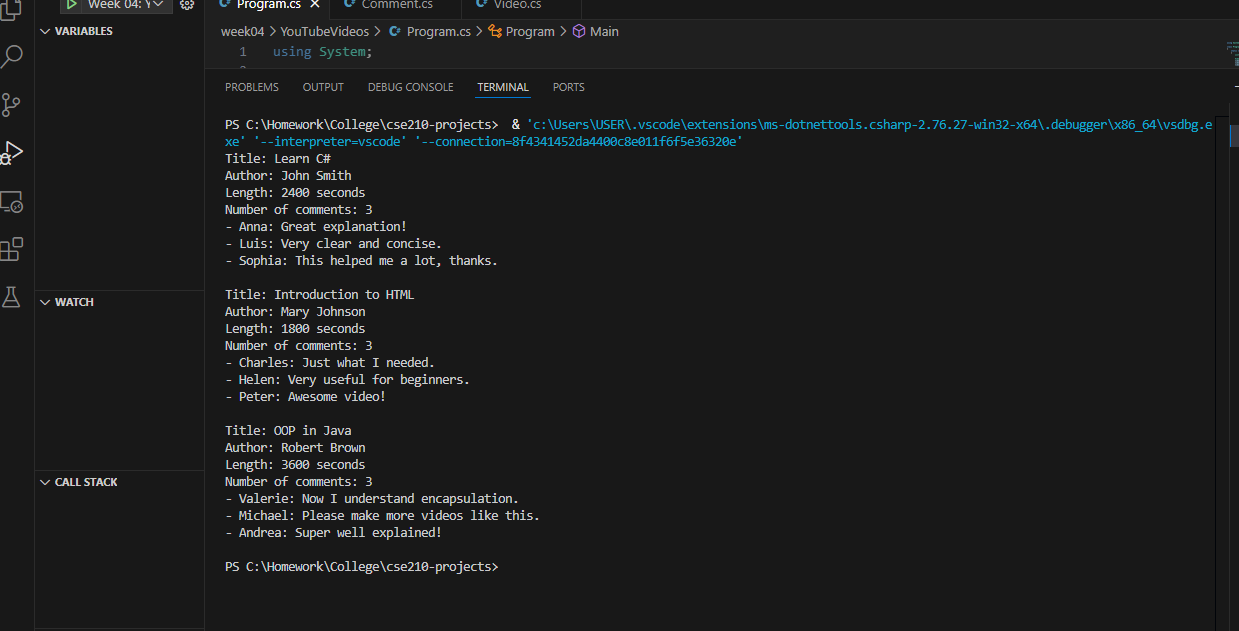 Week 04: Y
Program.cs
Comment.cs
Video.cs
VARIABLES
week04 > YouTubeVideos > Program.cs > Program > Main
1 using System;
PROBLEMS OUTPUT DEBUG CONSOLE TERMINAL PORTS
PS C:\Homework\College\cse210-projects> & 'c:\Users\USER\.vscode\extensions\ms-dotnettools.csharp-2.76.27-win32-x64\.debugger\x86_64\vsdbg.e
xe' '--interpreter=vscode' '--connection=8f4341452da4400c8e011f6f5e36320e'
Title: Learn C#
Author: John Smith
Length: 2400 seconds
Number of comments: 3
- Anna: Great explanation!
- Luis: Very clear and concise.
- Sophia: This helped me a lot, thanks.
Title: Introduction to HTML
Author: Mary Johnson
Length: 1800 seconds
Number of comments: 3
- Charles: Just what I needed.
- Helen: Very useful for beginners.
- Peter: Awesome video!
Title: OOP in Java
Author: Robert Brown
Length: 3600 seconds
Number of comments: 3
- Valerie: Now I understand encapsulation.
- Michael: Please make more videos like this.
- Andrea: Super well explained!
PS C:\Homework\College\cse210-projects>
WATCH
CALL STACK